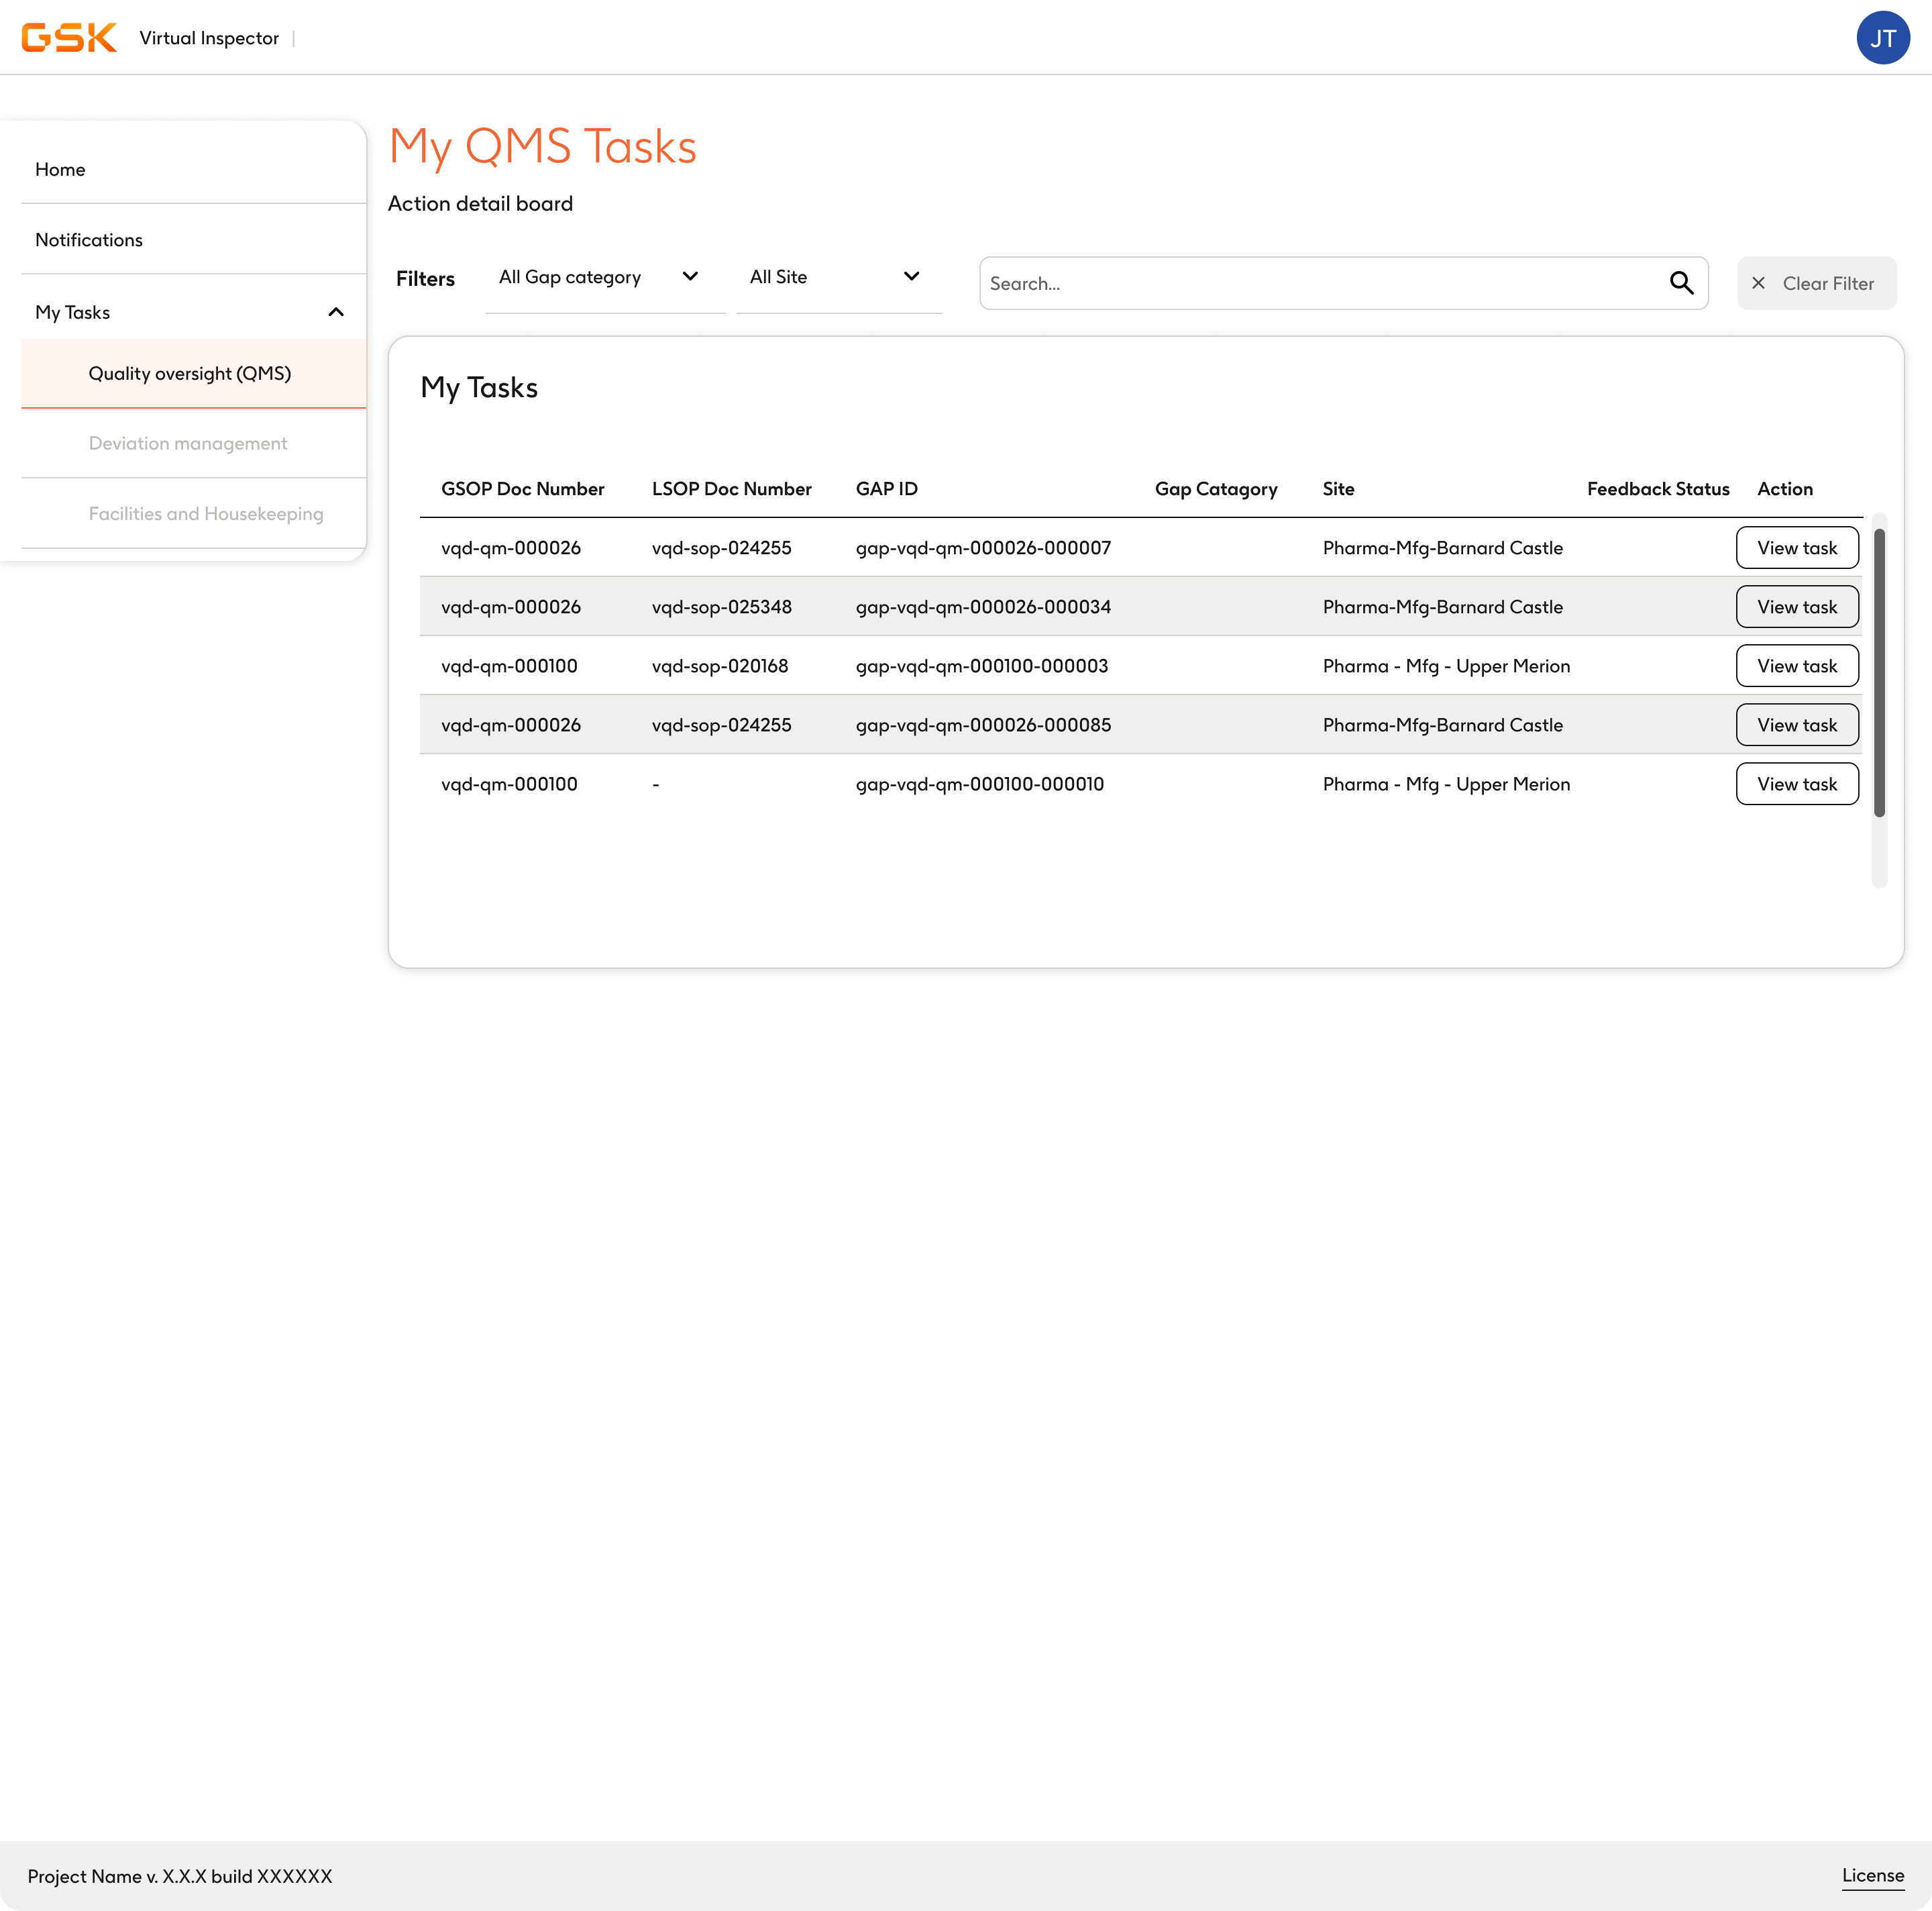 GSK Virtual Inspector |
JT
Home
Notifications
My Tasks
Quality oversight (QMS)
Deviation management
Facilities and Housekeeping
My QMS Tasks
Action detail board
Filters All Gap category All Site Search... Clear Filter
My Tasks
GSOP Doc Number LSOP Doc Number GAP ID Gap Catagory Site Feedback Status Action
vqd-qm-000026 vqd-sop-024255 gap-vqd-qm-000026-000007 Pharma-Mfg-Barnard Castle View task
vqd-qm-000026 vqd-sop-025348 gap-vqd-qm-000026-000034 Pharma-Mfg-Barnard Castle View task
vqd-qm-000100 vqd-sop-020168 gap-vqd-qm-000100-000003 Pharma - Mfg - Upper Merion View task
vqd-qm-000026 vqd-sop-024255 gap-vqd-qm-000026-000085 Pharma-Mfg-Barnard Castle View task
vqd-qm-000100 - gap-vqd-qm-000100-000010 Pharma - Mfg - Upper Merion View task
Project Name v. X.X.X build XXXXXX
License